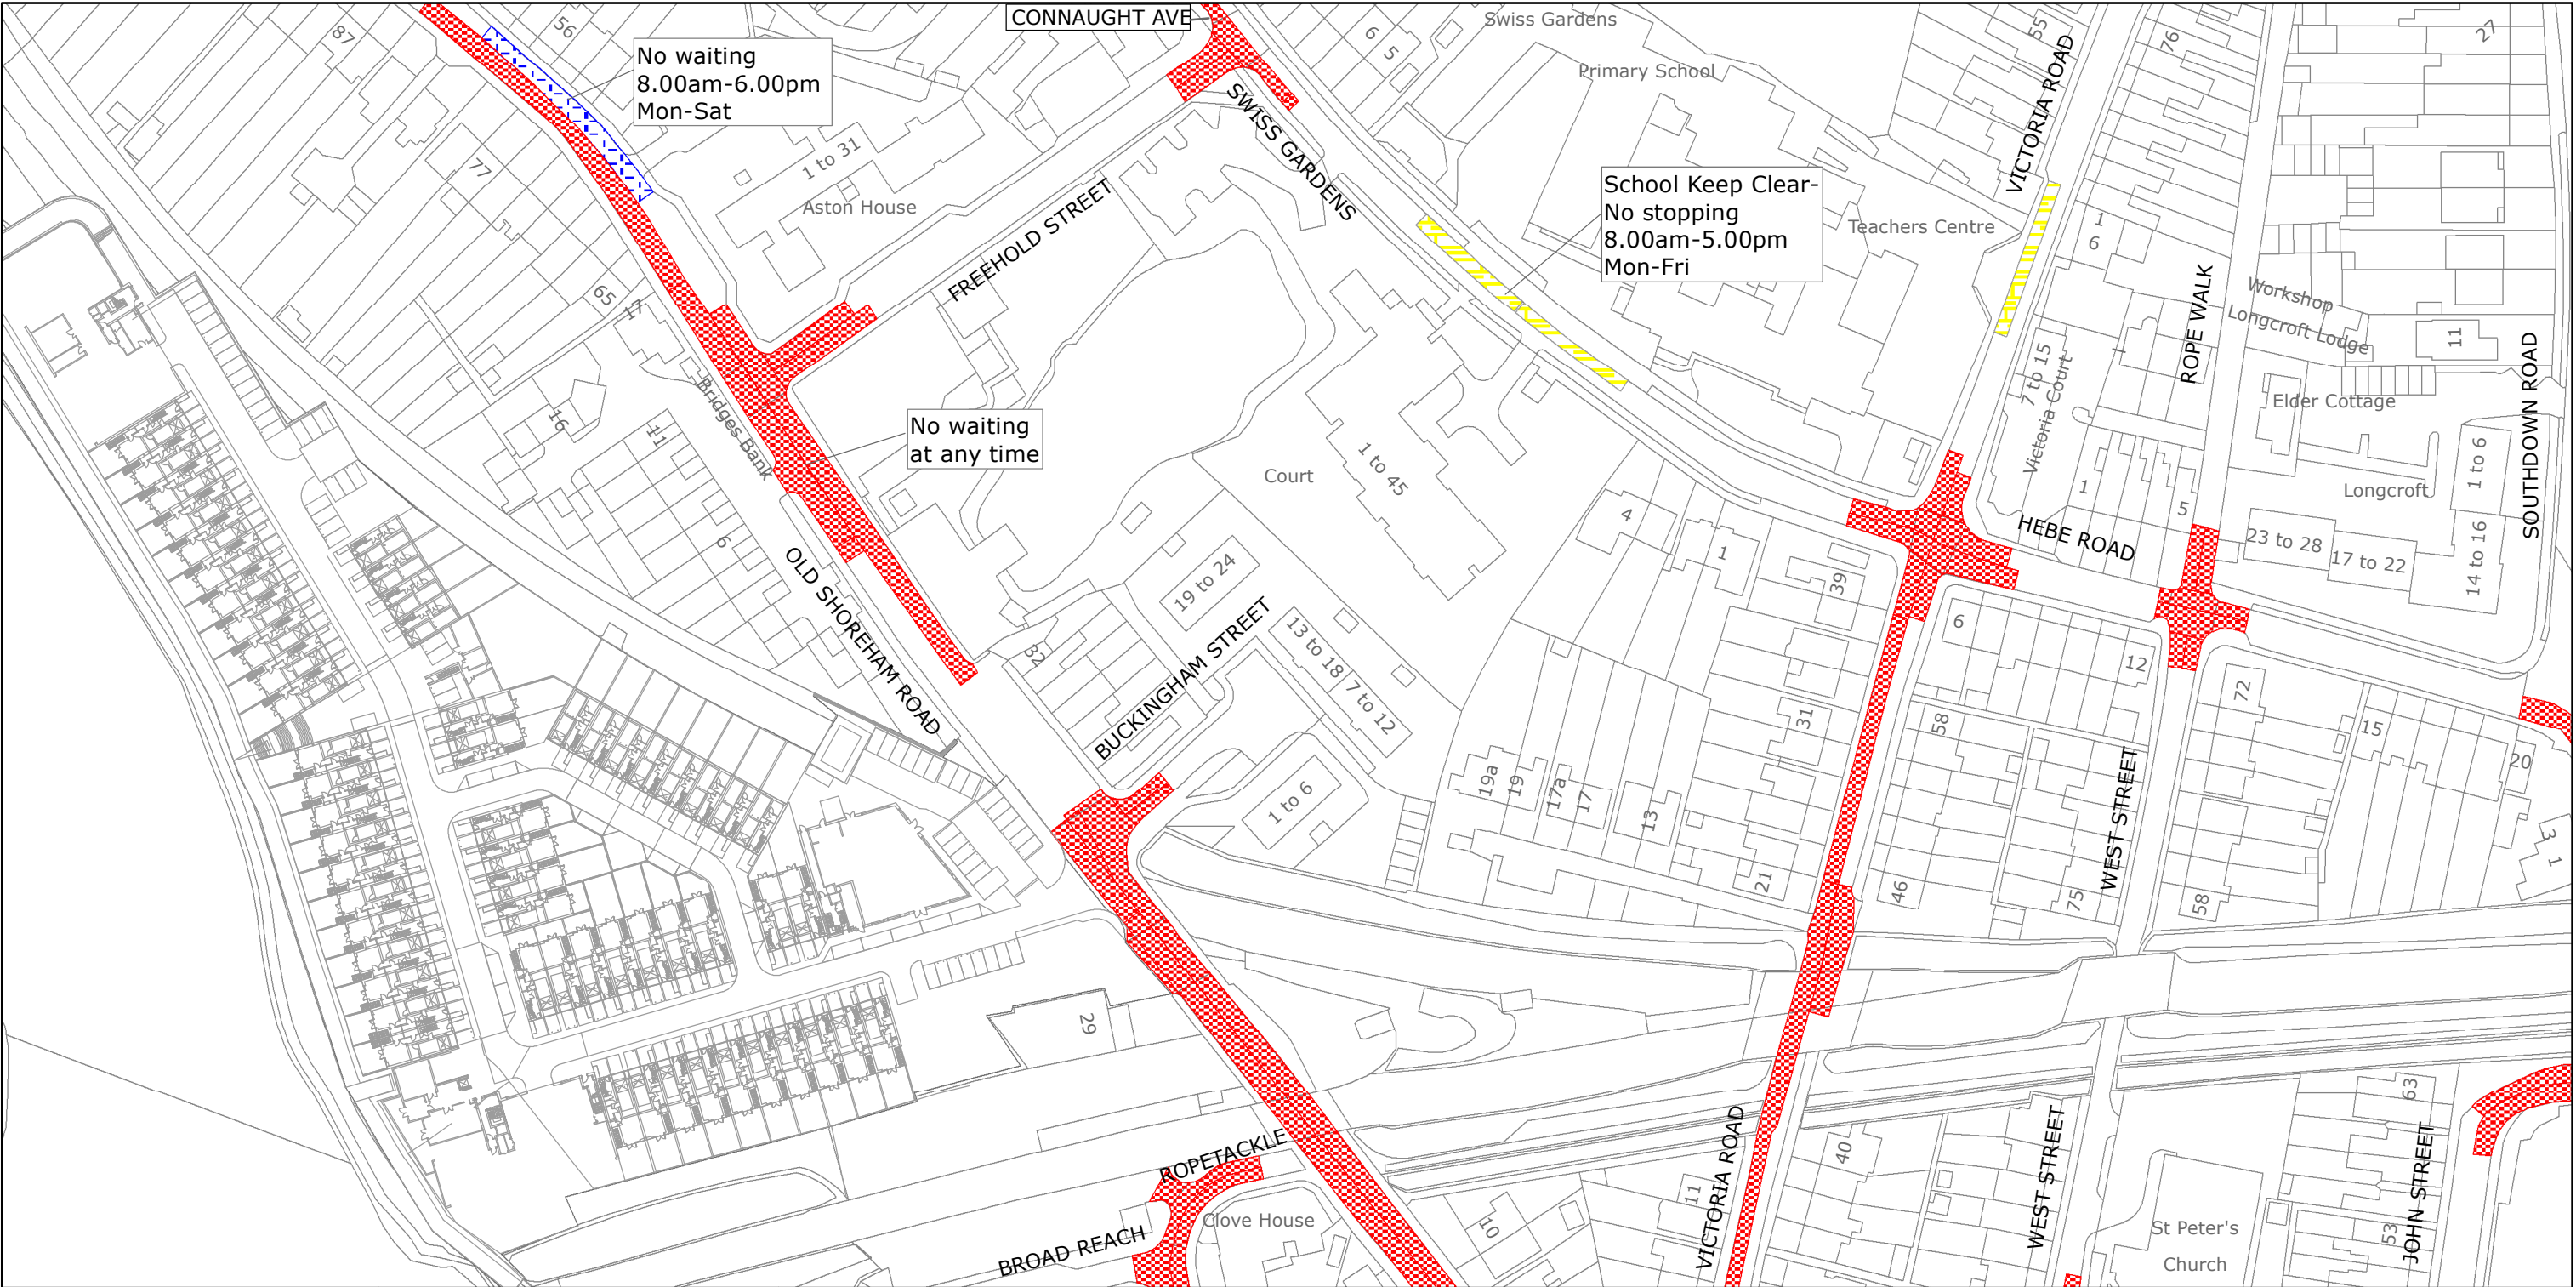 CONNAUGHT AVE
Swiss Gardens
Primary School
87
56
6 5
55
76
27
No waiting
8.00am-6.00pm
Mon-Sat
VICTORIA ROAD
SWISS GARDENS
77
1 to 31
Aston House
FREEHOLD STREET
School Keep Clear-
No stopping
8.00am-5.00pm
Mon-Fri
Teachers Centre
1
6
ROPE WALK
Workshop
Longcroft Lodge
11
SOUTHDOWN ROAD
65
17
Bridges Bank
16
11
6
No waiting
at any time
Court
1 to 45
7 to 15
Victoria Court
Elder Cottage
Longcroft
1 to 6
1
5
HEBE ROAD
23 to 28
17 to 22
14 to 16
4
1
39
OLD SHOREHAM ROAD
19 to 24
BUCKINGHAM STREET
32
13 to 18
7 to 12
1 to 6
6
12
72
31
58
15
20
3 1
19a
19
17a
17
13
21
46
75
WEST STREET
58
29
ROPETACKLE
BROAD REACH
Clove House
10
11
VICTORIA ROAD
40
WEST STREET
St Peter's
Church
63
53
JOHN STREET